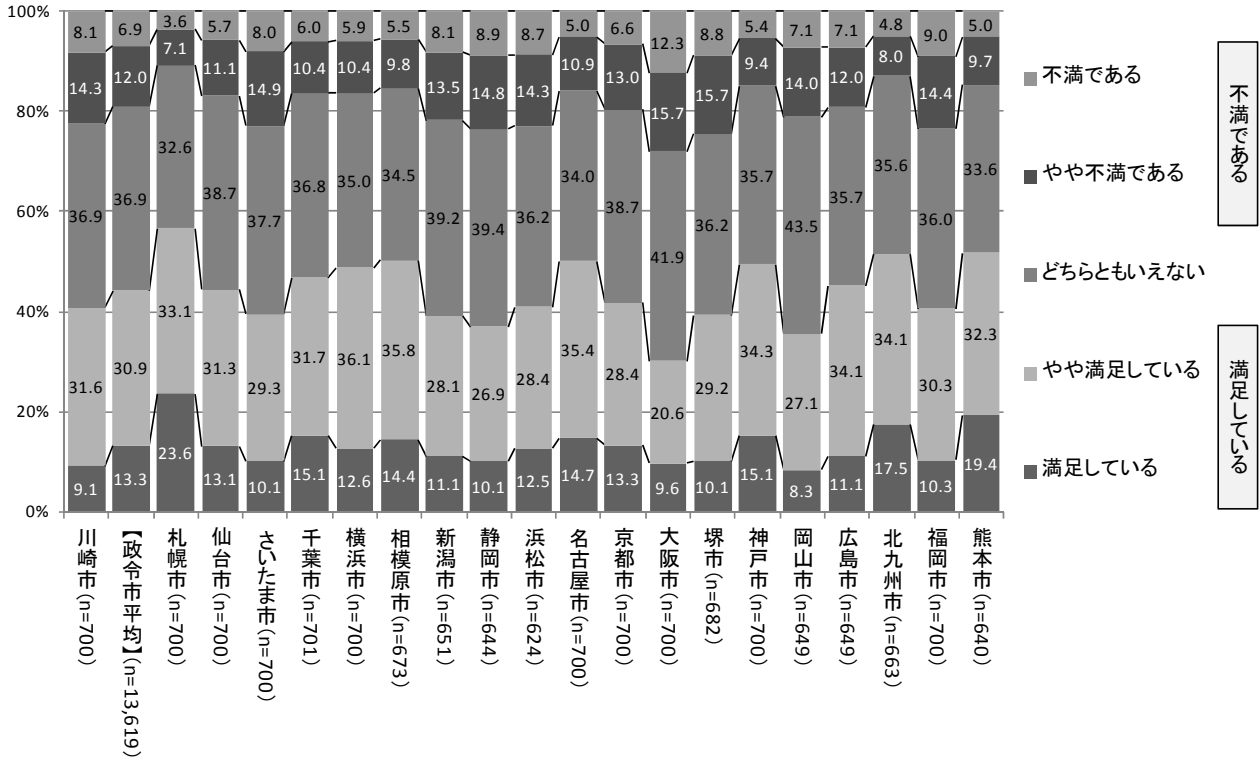 100%
80%
60%
40%
20%
0%
8.1 6.9 3.6 5.7 8.0 6.0 5.9 5.5 8.1 8.9 8.7 5.0 6.6 12.3 8.8 5.4 7.1 7.1 4.8 9.0 5.0
14.3 12.0 7.1 11.1 14.9 10.4 10.4 9.8 13.5 14.8 14.3 10.9 13.0 15.7 15.7 9.4 14.0 12.0 8.0 14.4 9.7
36.9 36.9 32.6 38.7 37.7 36.8 35.0 34.5 39.2 39.4 36.2 34.0 38.7 41.9 36.2 35.7 43.5 35.7 35.6 36.0 33.6
31.6 30.9 33.1 31.3 29.3 31.7 36.1 35.8 28.1 26.9 28.4 35.4 28.4 20.6 29.2 34.3 27.1 34.1 34.1 30.3 32.3
9.1 13.3 23.6 13.1 10.1 15.1 12.6 14.4 11.1 10.1 12.5 14.7 13.3 9.6 10.1 15.1 8.3 11.1 17.5 10.3 19.4
川崎市(n=700)
【政令市平均】(n=13,619)
札幌市(n=700)
仙台市(n=700)
さいたま市(n=700)
千葉市(n=701)
横浜市(n=700)
相模原市(n=673)
新潟市(n=651)
静岡市(n=644)
浜松市(n=624)
名古屋市(n=700)
京都市(n=700)
大阪市(n=700)
堺市(n=682)
神戸市(n=700)
岡山市(n=649)
広島市(n=649)
北九州市(n=663)
福岡市(n=700)
熊本市(n=640)
不満である
やや不満である
どちらともいえない
やや満足している
満足している
不満である
満足している